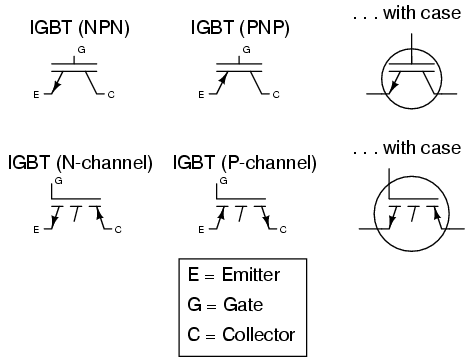 IGBT (NPN)
IGBT (PNP)
. . . with case
G
E
C
G
E
C
IGBT (N-channel)
IGBT (P-channel)
. . . with case
G
E
C
G
E
C
E = Emitter
G = Gate
C = Collector